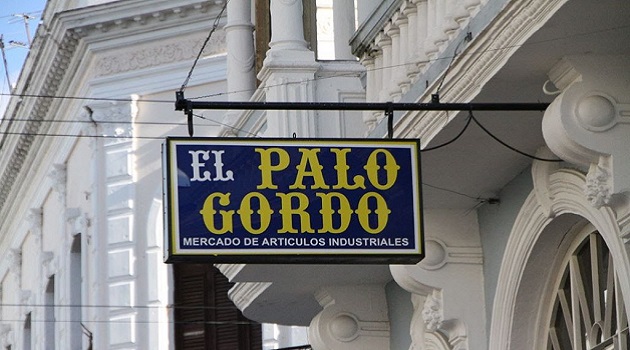 EL PALO
GORDO
MERCADO DE ARTICULOS INDUSTRIALES